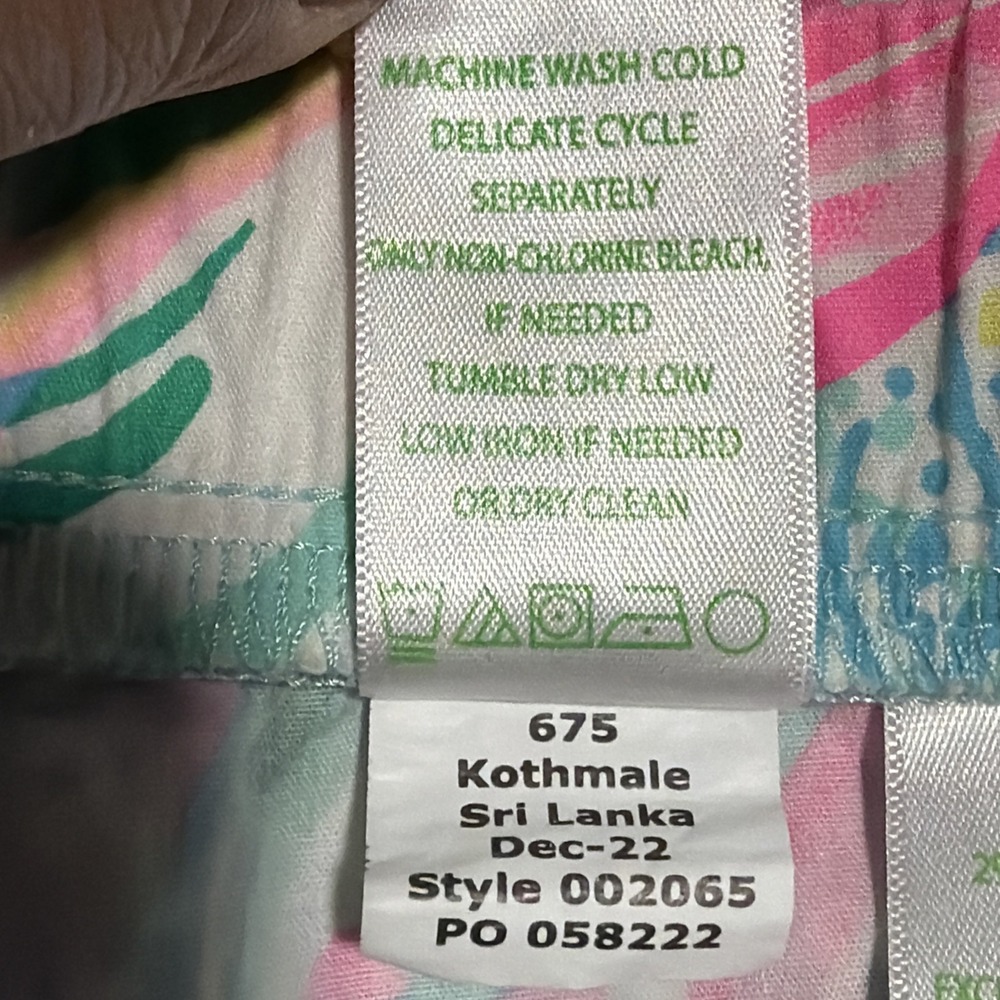 MACHINE WASH COLD
DELICATE CYCLE
SEPARATELY
ONLY NON-CHLORINE BLEACH,
IF NEEDED
TUMBLE DRY LOW
LOW IRON IF NEEDED
OR DRY CLEAN
675
Kothmale
Sri Lanka
Dec-22
Style 002065
PO 058222